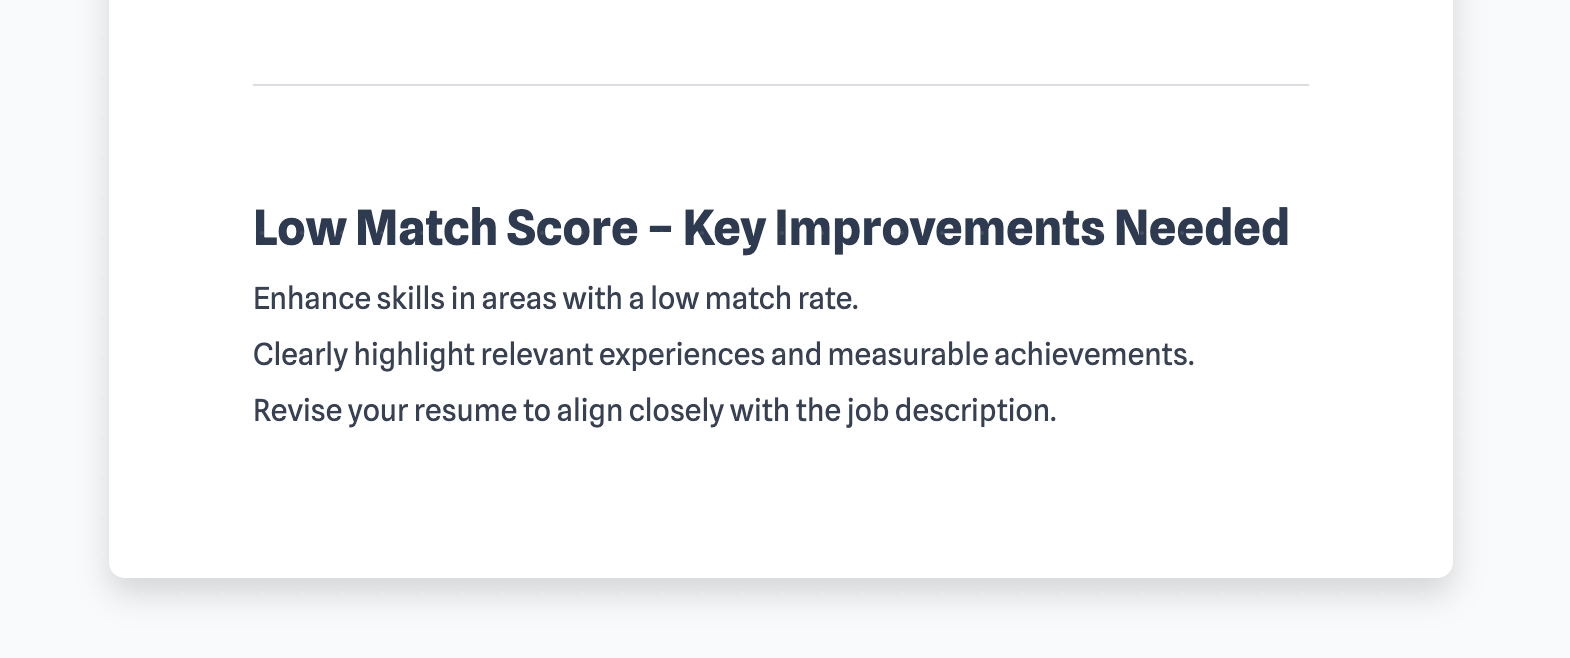 Low Match Score – Key Improvements Needed
Enhance skills in areas with a low match rate.
Clearly highlight relevant experiences and measurable achievements.
Revise your resume to align closely with the job description.